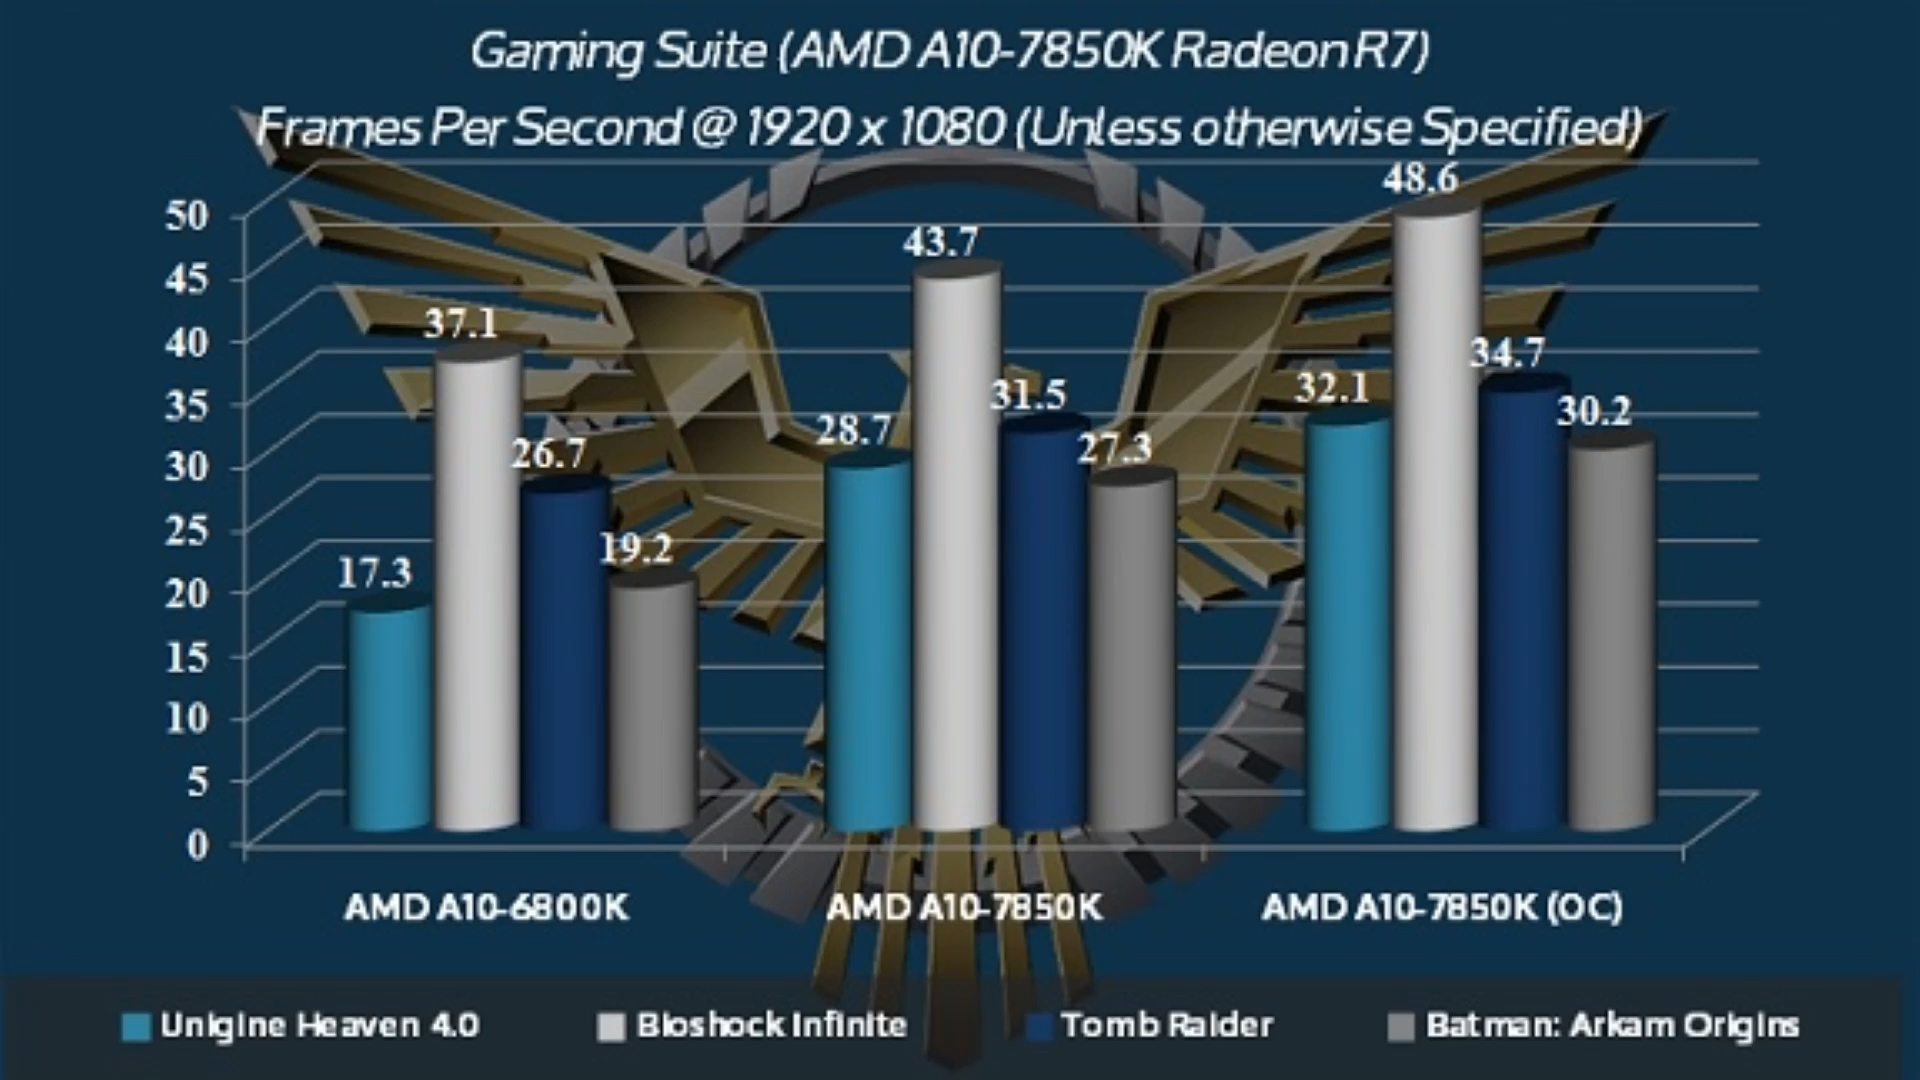 Gaming Suite (AMD A10-7850K Radeon R7)
Frames Per Second @ 1920 x 1080 (Unless otherwise Specified)
50
45
40
35
30
25
20
15
10
5
0
17.3
37.1
26.7
19.2
28.7
43.7
31.5
27.3
32.1
48.6
34.7
30.2
AMD A10-6800K
AMD A10-7850K
AMD A10-7850K (OC)
Unigine Heaven 4.0
Bioshock Infinite
Tomb Raider
Batman: Arkam Origins